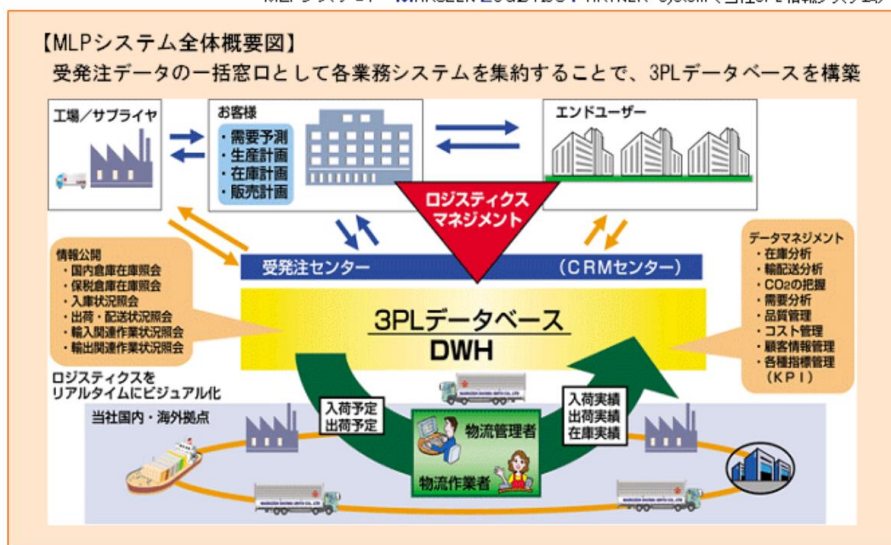 【MLPシステム全体概要図】
受発注データの一括窓口として各業務システムを集約することで、3PLデータベースを構築
工場／サプライヤ
お客様
・需要予測
・生産計画
・在庫計画
・販売計画
エンドユーザー
ロジスティクス
マネジメント
受発注センター
（CRMセンター）
情報公開
・国内倉庫在庫照会
・保税倉庫在庫照会
・入庫状況照会
・出荷・配送状況照会
・輸入関連作業状況照会
・輸出関連作業状況照会
データマネジメント
・在庫分析
・輸配送分析
・CO2の把握
・需要分析
・品質管理
・コスト管理
・顧客情報管理
・各種指標管理
（KPI）
3PLデータベース
DWH
ロジスティクスを
リアルタイムにビジュアル化
当社国内・海外拠点
入荷予定
出荷予定
物流管理者
物流作業者
入荷実績
出荷実績
在庫実績